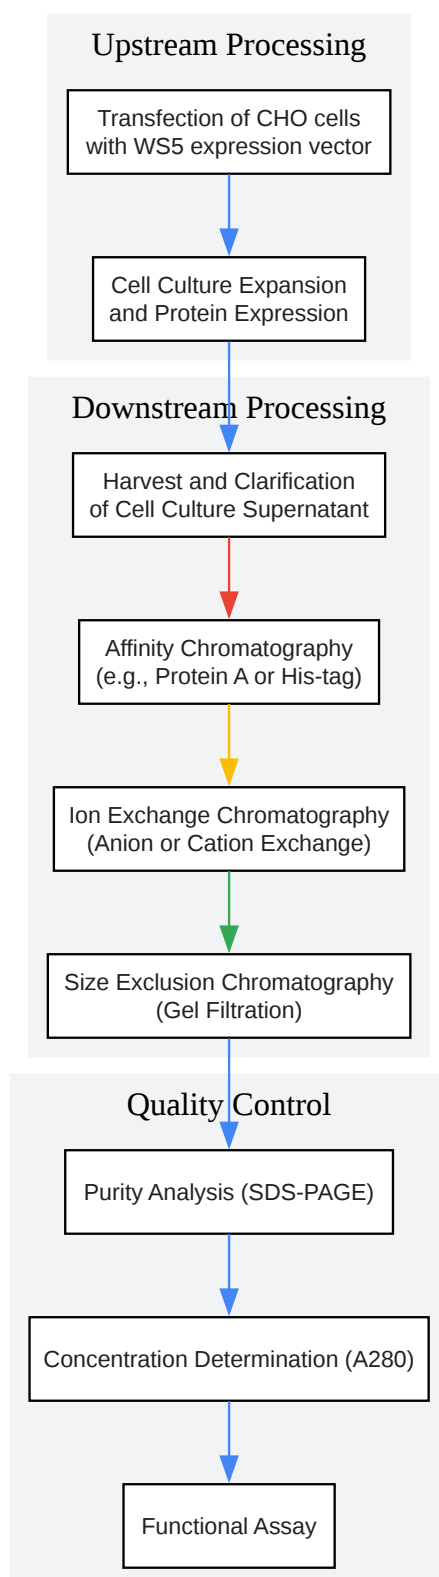 Upstream Processing
Transfection of CHO cells
with WS5 expression vector
Cell Culture Expansion
and Protein Expression
Downstream Processing
Harvest and Clarification
of Cell Culture Supernatant
Affinity Chromatography
(e.g., Protein A or His-tag)
Ion Exchange Chromatography
(Anion or Cation Exchange)
Size Exclusion Chromatography
(Gel Filtration)
Quality Control
Purity Analysis (SDS-PAGE)
Concentration Determination (A280)
Functional Assay